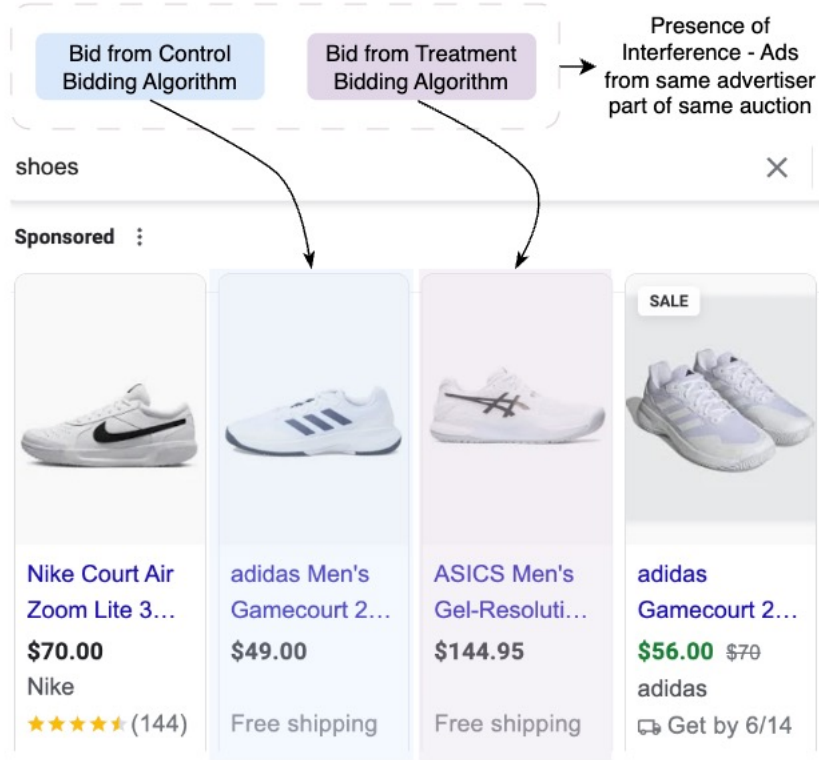 Bid from Control
Bidding Algorithm
Bid from Treatment
Bidding Algorithm
Presence of
Interference - Ads
from same advertiser
part of same auction
shoes
Sponsored
SALE
Nike Court Air
Zoom Lite 3...
$70.00
Nike
(144)
adidas Men's
Gamecourt 2...
$49.00
Free shipping
ASICS Men's
Gel-Resoluti...
$144.95
Free shipping
adidas
Gamecourt 2...
$56.00 $70
adidas
Get by 6/14